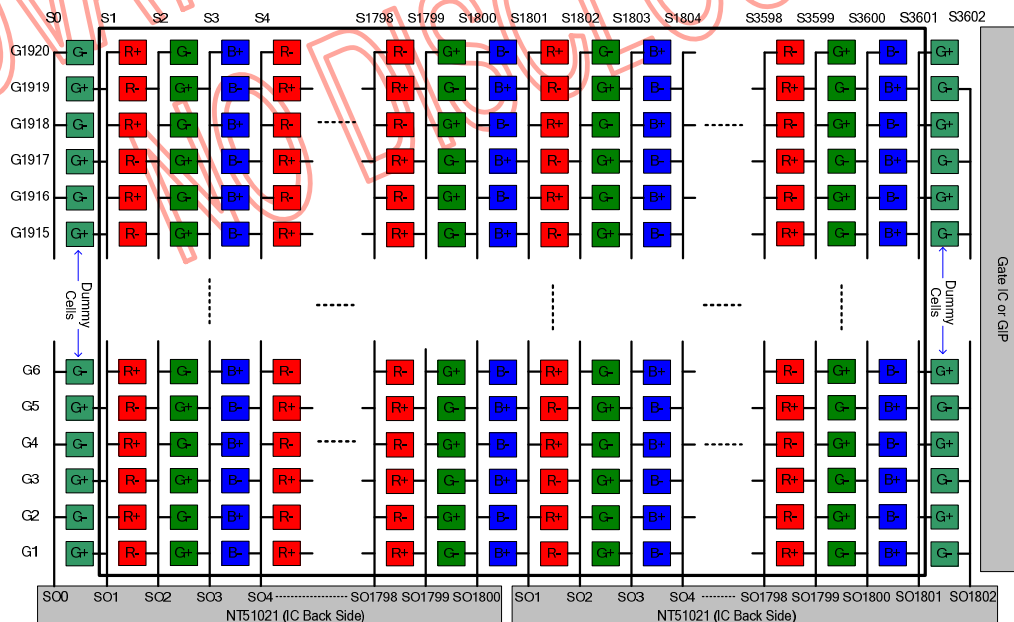 S0 S1 S2 S3 S4 S1798 S1799 S1800 S1801 S1802 S1803 S1804 S3598 S3599 S3600 S3601 S3602
G1920 G- R+ G- B+ R- R- G+ B- R+ G- B+ R- G+ B- G+
G1919 G+ R- G+ B- R+ R+ G- B+ R- G+ B- R+ G- B+ G-
G1918 G- R+ G- B+ R- R- G+ B- R+ G- B+ R- G+ B- G+
G1917 G+ R- G+ B- R+ R+ G- B+ R- G+ B- R+ G- B+ G-
G1916 G- R+ G- B+ R- R- G+ B- R+ G- B+ R- G+ B- G+
G1915 G+ R- G+ B- R+ R+ G- B+ R- G+ B- R+ G- B+ G-
Dummy
Cells
Dummy
Cells
Gate IC or GIP
G6 G- R+ G- B+ R- R- G+ B- R+ G- B+ R- G+ B- G+
G5 G+ R- G+ B- R+ R+ G- B+ R- G+ B- R+ G- B+ G-
G4 G- R+ G- B+ R- R- G+ B- R+ G- B+ R- G+ B- G+
G3 G+ R- G+ B- R+ R+ G- B+ R- G+ B- R+ G- B+ G-
G2 G- R+ G- B+ R- R- G+ B- R+ G- B+ R- G+ B- G+
G1 G+ R- G+ B- R+ R+ G- B+ R- G+ B- R+ G- B+ G-
SO0 SO1 SO2 SO3 SO4 SO1798 SO1799 SO1800
NT51021 (IC Back Side)
SO1 SO2 SO3 SO4 SO1798 SO1799 SO1800 SO1801 SO1802
NT51021 (IC Back Side)
NO DISCLO